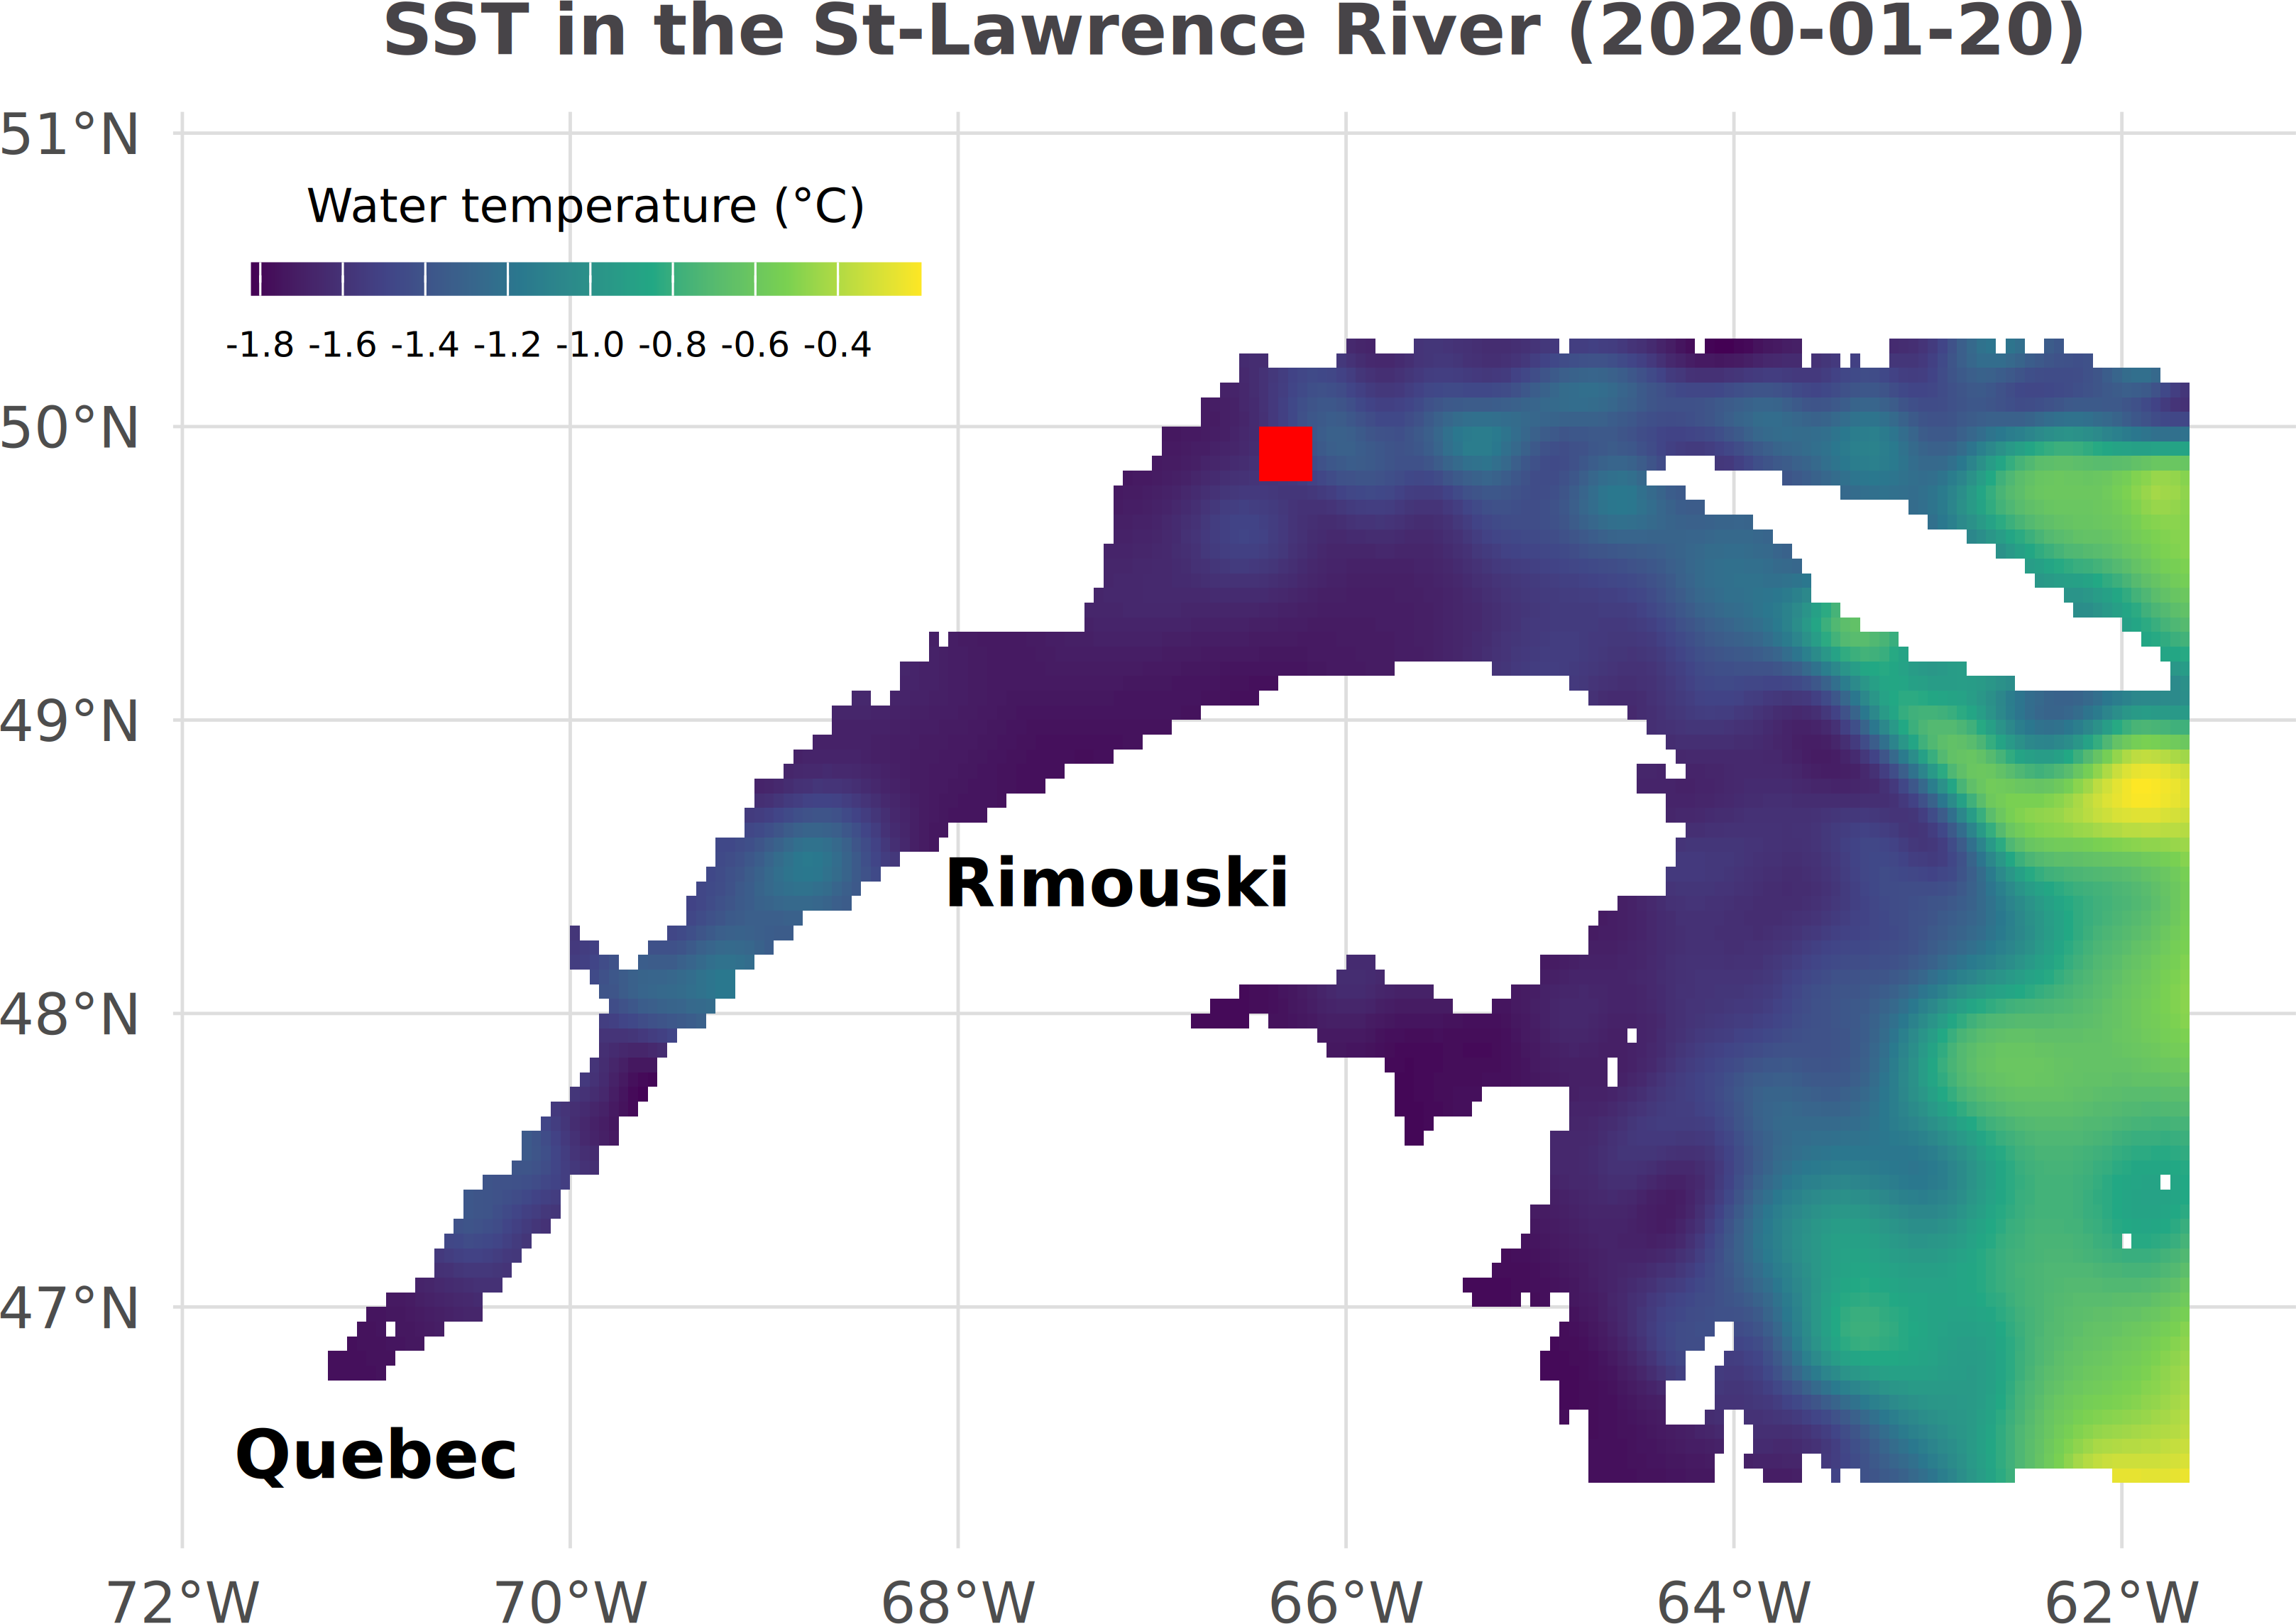 SST in the St-Lawrence River (2020-01-20)
51°N
Water temperature (°C)
-1.8 -1.6 -1.4 -1.2 -1.0 -0.8 -0.6 -0.4
50°N
49°N
Rimouski
48°N
47°N
Quebec
72°W 70°W 68°W 66°W 64°W 62°W